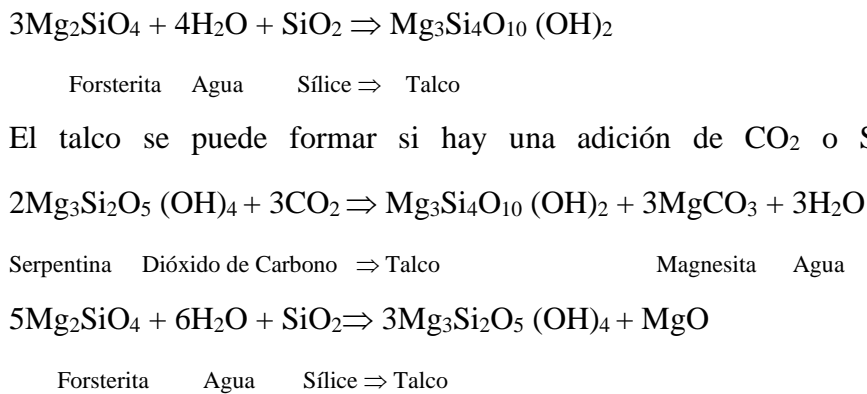 3Mg₂SiO₄ + 4H₂O + SiO₂ ⇒ Mg₃Si₄O₁₀ (OH)₂
Forsterita Agua Sílice ⇒ Talco
El talco se puede formar si hay una adición de CO₂ o
2Mg₃Si₂O₅ (OH)₄ + 3CO₂ ⇒ Mg₃Si₄O₁₀ (OH)₂ + 3MgCO₃ + 3H₂O
Serpentina Dióxido de Carbono ⇒ Talco Magnesita Agua
5Mg₂SiO₄ + 6H₂O + SiO₂⇒ 3Mg₃Si₂O₅ (OH)₄ + MgO
Forsterita Agua Sílice ⇒ Talco